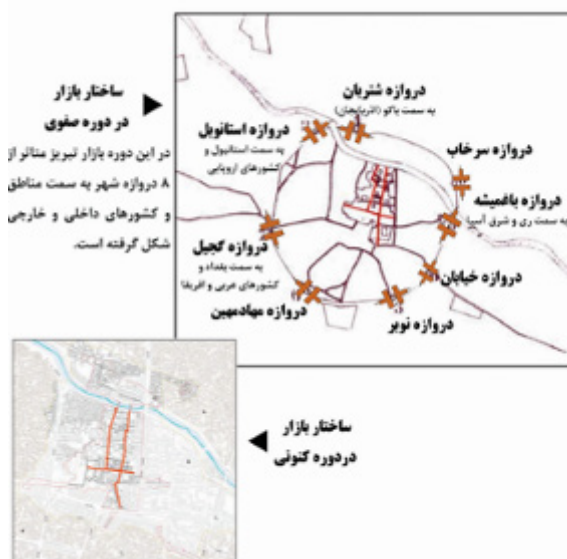 ساختار بازار
در دوره صفوی
در این دوره بازار تبریز متاثر از
۸ دروازه شهر به سمت مناطق
و کشورهای داخلی و خارجی
شکل گرفته است.
دروازه شتربان
به سمت باکو (آذربایجان)
دروازه استانویل
به سمت استانبول و
کشورهای اروپایی
دروازه سرخاب
دروازه باغمیشه
به سمت ری و شرق آسیا
دروازه گجیل
به سمت بغداد و
کشورهای عربی و افریقا
دروازه خیابان
دروازه مهادمهین
دروازه نوبر
ساختار بازار
دردوره کنونی